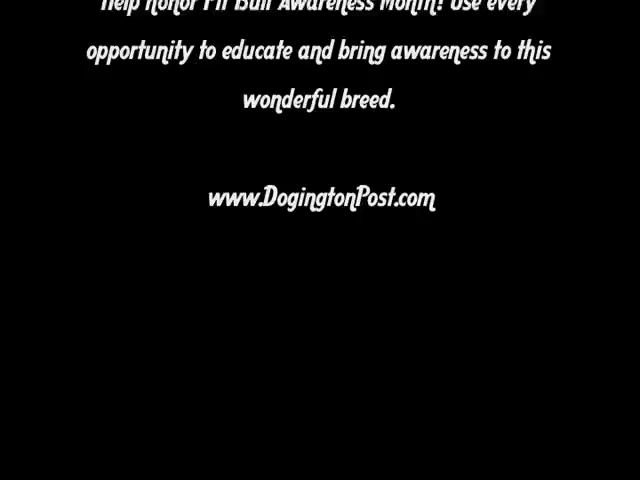 Help honor Pit Bull Awareness Month! Use every
opportunity to educate and bring awareness to this
wonderful breed.
www.DogingtonPost.com